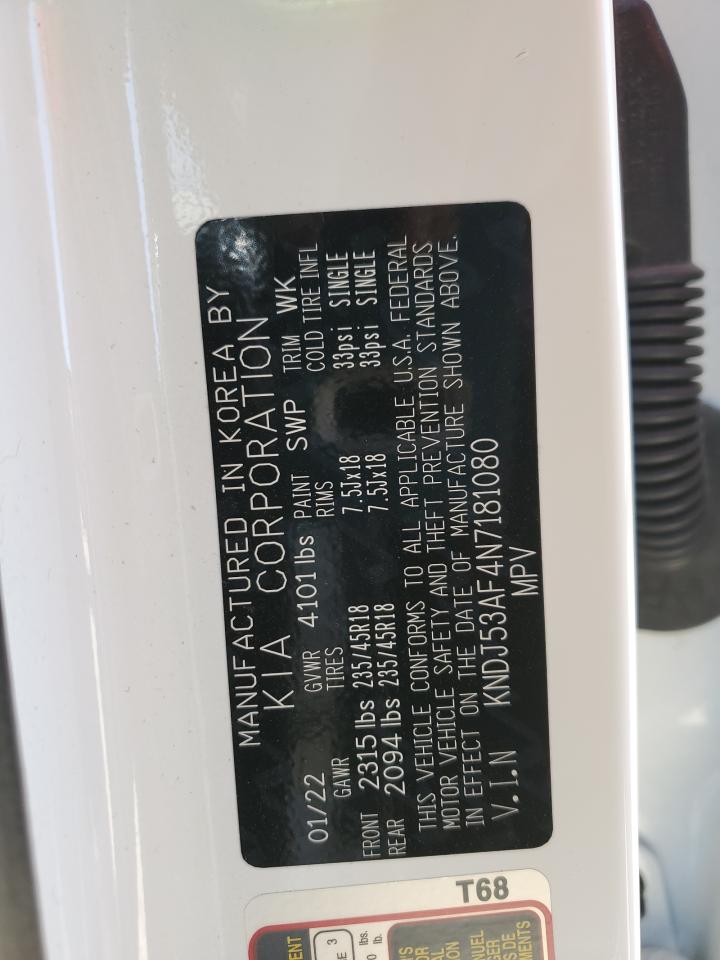 MANUFACTURED IN KOREA BY
KIA CORPORATION
01/22 GVWR 4101 lbs PAINT SWP TRIM WK
GAWR TIRES RIMS COLD TIRE INFL
FRONT 2315 lbs 235/45R18 7.5Jx18 33psi SINGLE
REAR 2094 lbs 235/45R18 7.5Jx18 33psi SINGLE
THIS VEHICLE CONFORMS TO ALL APPLICABLE U.S.A. FEDERAL
MOTOR VEHICLE SAFETY AND THEFT PREVENTION STANDARDS
IN EFFECT ON THE DATE OF MANUFACTURE SHOWN ABOVE.
V.I.N KNDJ53AF4N7181080
MPV
T68
3
lbs.
lb.